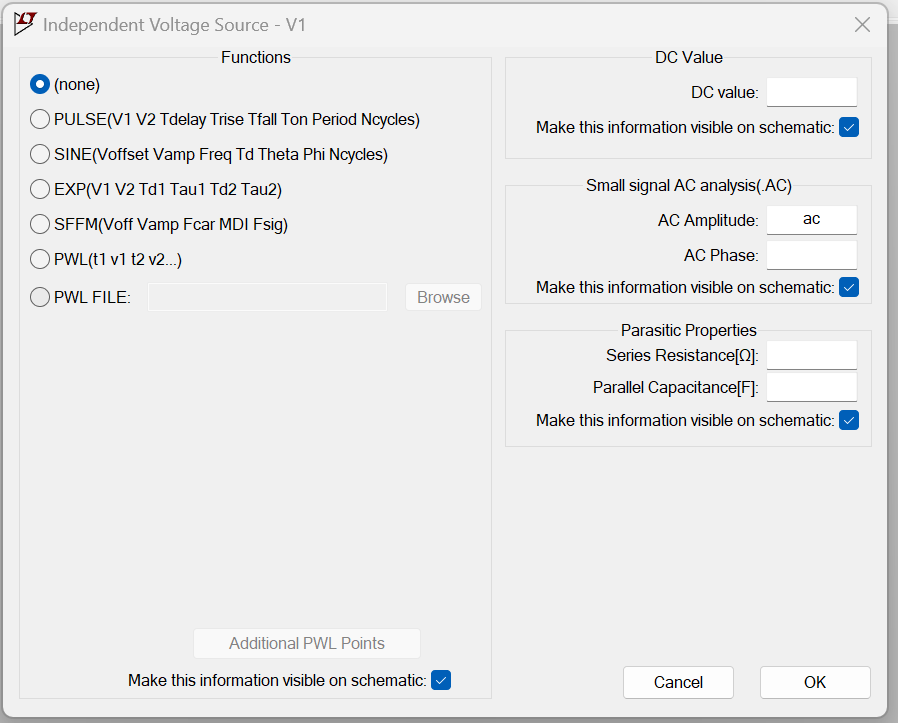 Independent Voltage Source - V1
Functions
(none)
PULSE(V1 V2 Tdelay Trise Tfall Ton Period Ncycles)
SINE(Voffset Vamp Freq Td Theta Phi Ncycles)
EXP(V1 V2 Td1 Tau1 Td2 Tau2)
SFFM(Voff Vamp Fcar MDI Fsig)
PWL(t1 v1 t2 v2...)
PWL FILE:
Browse
Additional PWL Points
Make this information visible on schematic:
DC Value
DC value:
Make this information visible on schematic:
Small signal AC analysis(.AC)
AC Amplitude: ac
AC Phase:
Make this information visible on schematic:
Parasitic Properties
Series Resistance[Ω]:
Parallel Capacitance[F]:
Make this information visible on schematic:
Cancel
OK